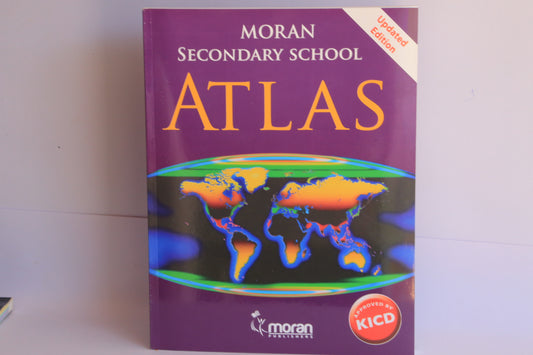 MORAN
SECONDARY SCHOOL
ATLAS
Updated
Edition
APPROVED BY
KICD
moran
PUBLISHERS